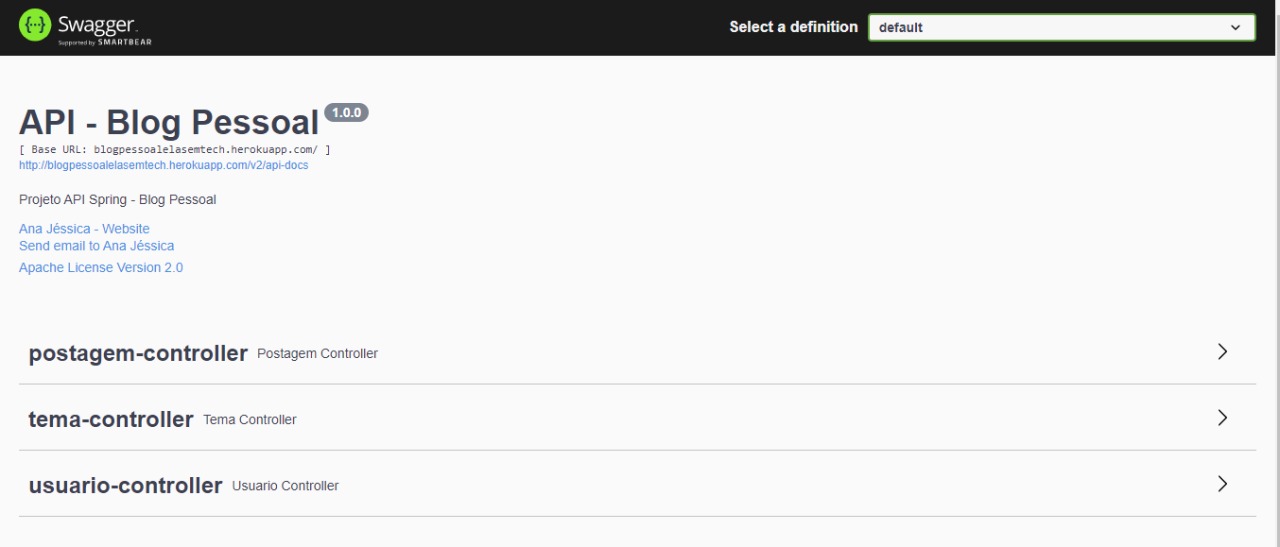 Swagger
Supported by SMARTBEAR
Select a definition
default
API - Blog Pessoal 1.0.0
[ Base URL: blogpessoalelasemtech.herokuapp.com/ ]
http://blogpessoalelasemtech.herokuapp.com/v2/api-docs
Projeto API Spring - Blog Pessoal
Ana Jéssica - Website
Send email to Ana Jéssica
Apache License Version 2.0
postagem-controller Postagem Controller
tema-controller Tema Controller
usuario-controller Usuario Controller